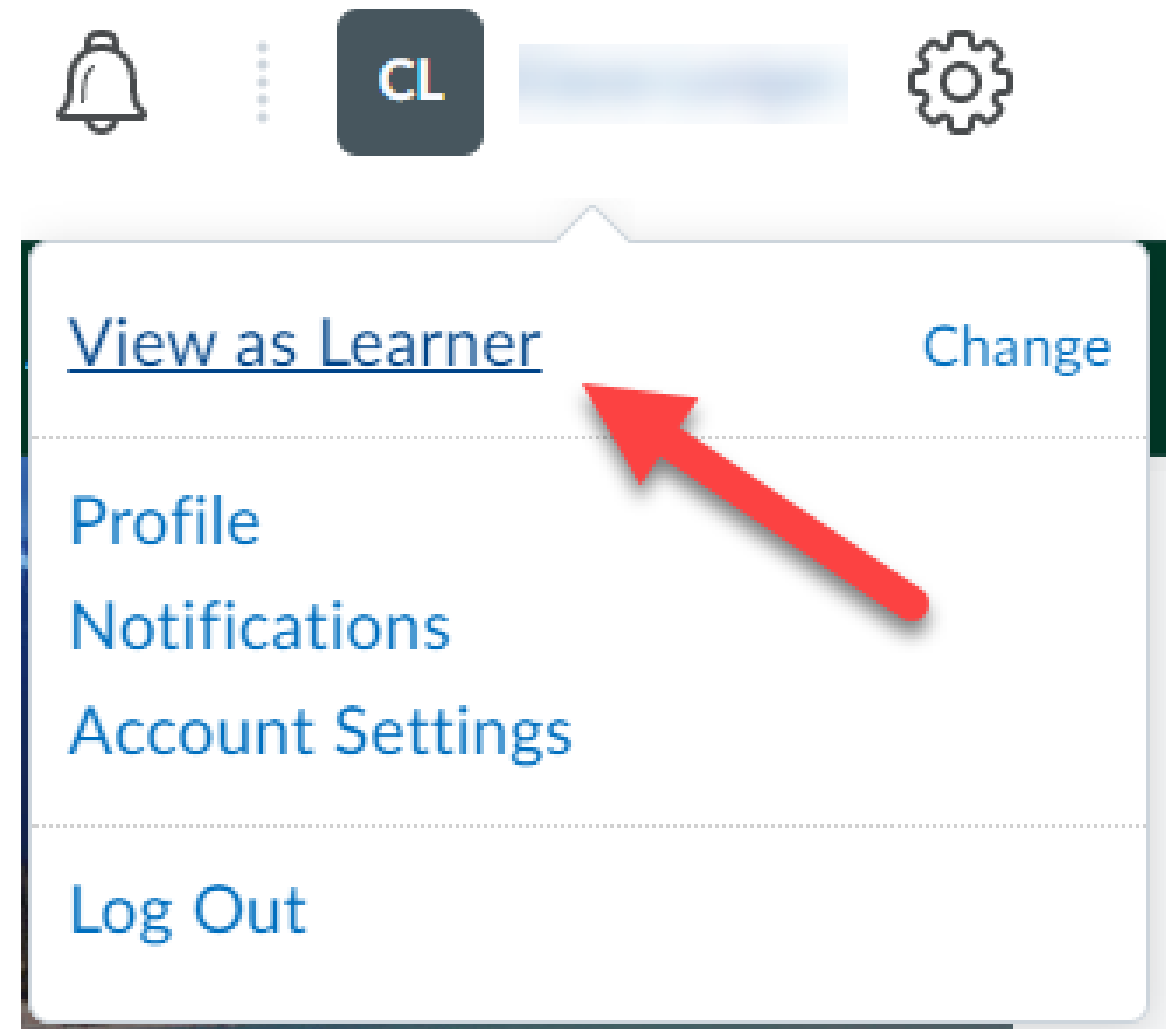 CL
View as Learner Change
Profile
Notifications
Account Settings
Log Out